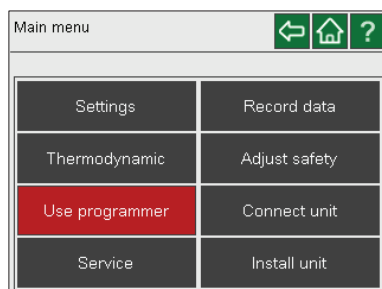 Main menu ?
Settings Record data
Thermodynamic Adjust safety
Use programmer Connect unit
Service Install unit